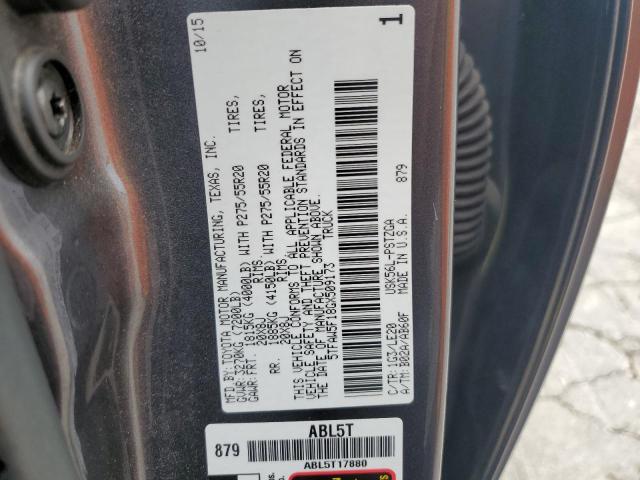 MFD.BY:TOYOTA MOTOR MANUFACTURING, TEXAS, INC. 10/15
GVWR:3270KG (7200LB)
GAWR:FRT. 1815KG (4000LB) WITH P275/55R20 TIRES,
20X8J RIMS.
RR. 1885KG (4150LB) WITH P275/55R20 TIRES,
20X8J RIMS.
THIS VEHICLE CONFORMS TO ALL APPLICABLE FEDERAL MOTOR
VEHICLE SAFETY AND THEFT PREVENTION STANDARDS IN EFFECT ON
THE DATE OF MANUFACTURE SHOWN ABOVE.
5TFAW5F18GX509173 TRUCK
1
C/TR:1G3/LE20 USK56L-PSTZGA
A/TM:B02A/AB60F MADE IN U.S.A. 879
ABL5T
879
ABL5T17880